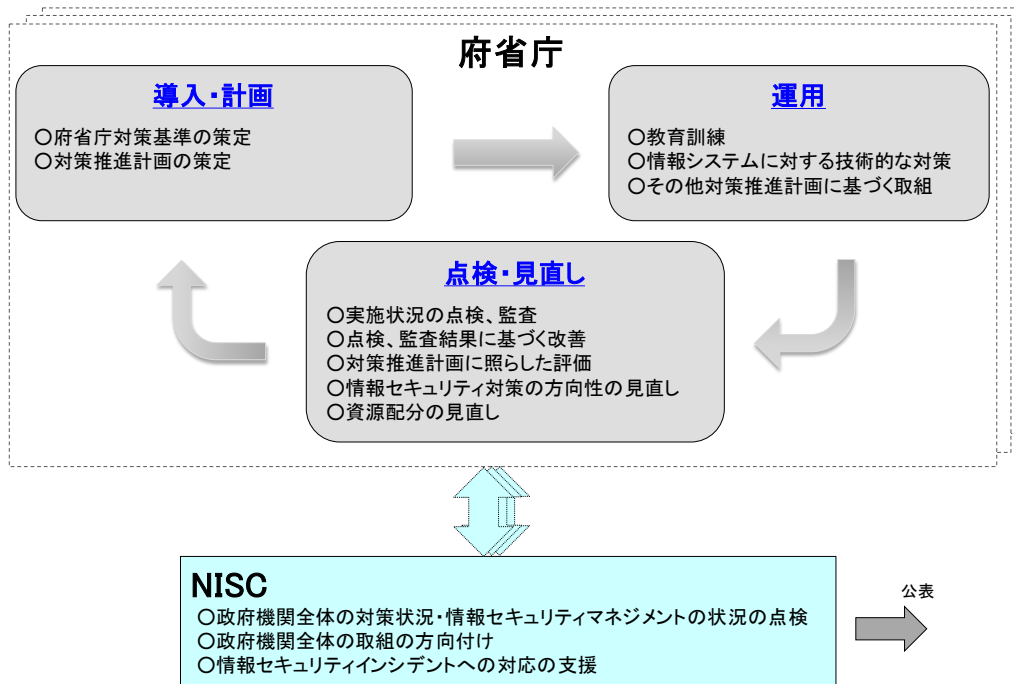 府省庁
導入・計画
○府省庁対策基準の策定
○対策推進計画の策定
運用
○教育訓練
○情報システムに対する技術的な対策
○その他対策推進計画に基づく取組
点検・見直し
○実施状況の点検、監査
○点検、監査結果に基づく改善
○対策推進計画に照らした評価
○情報セキュリティ対策の方向性の見直し
○資源配分の見直し
NISC
○政府機関全体の対策状況・情報セキュリティマネジメントの状況の点検
○政府機関全体の取組の方向付け
○情報セキュリティインシデントへの対応の支援
公表